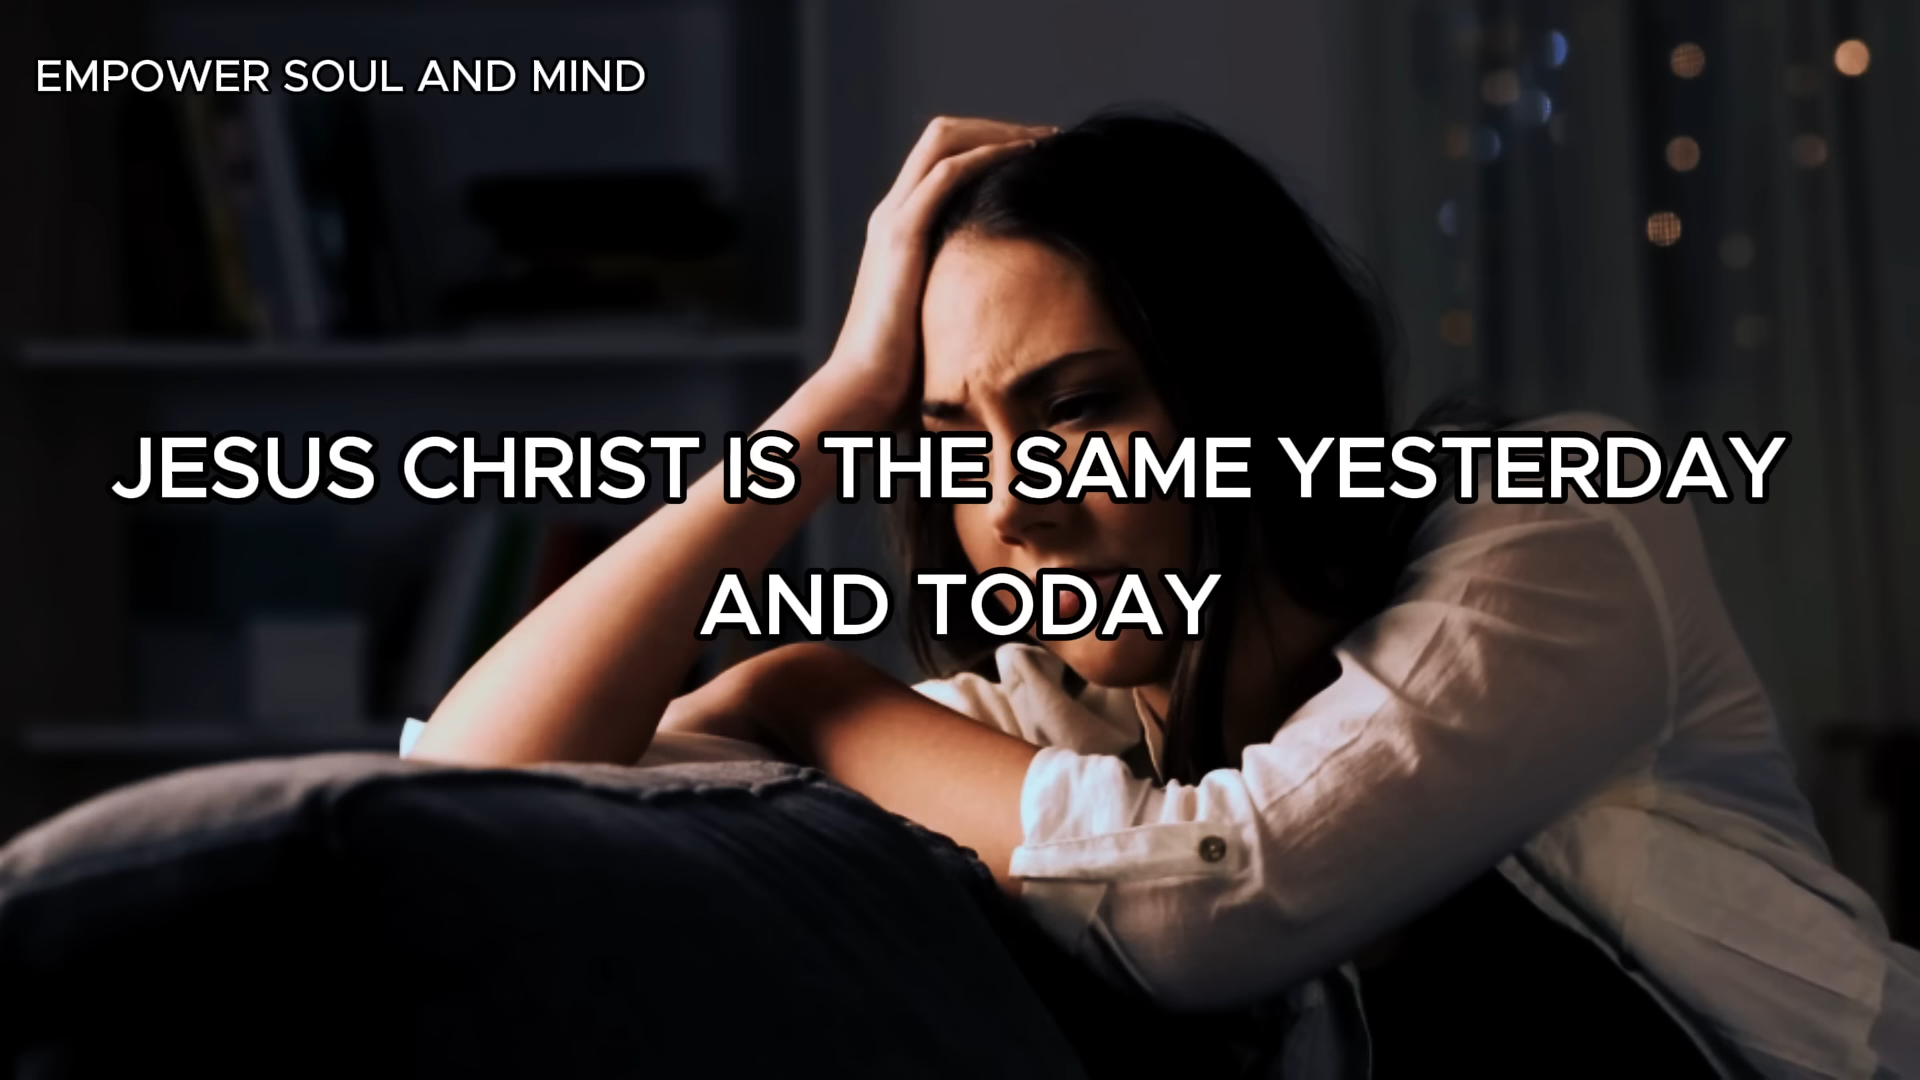 EMPOWER SOUL AND MIND
JESUS CHRIST IS THE SAME YESTERDAY
AND TODAY